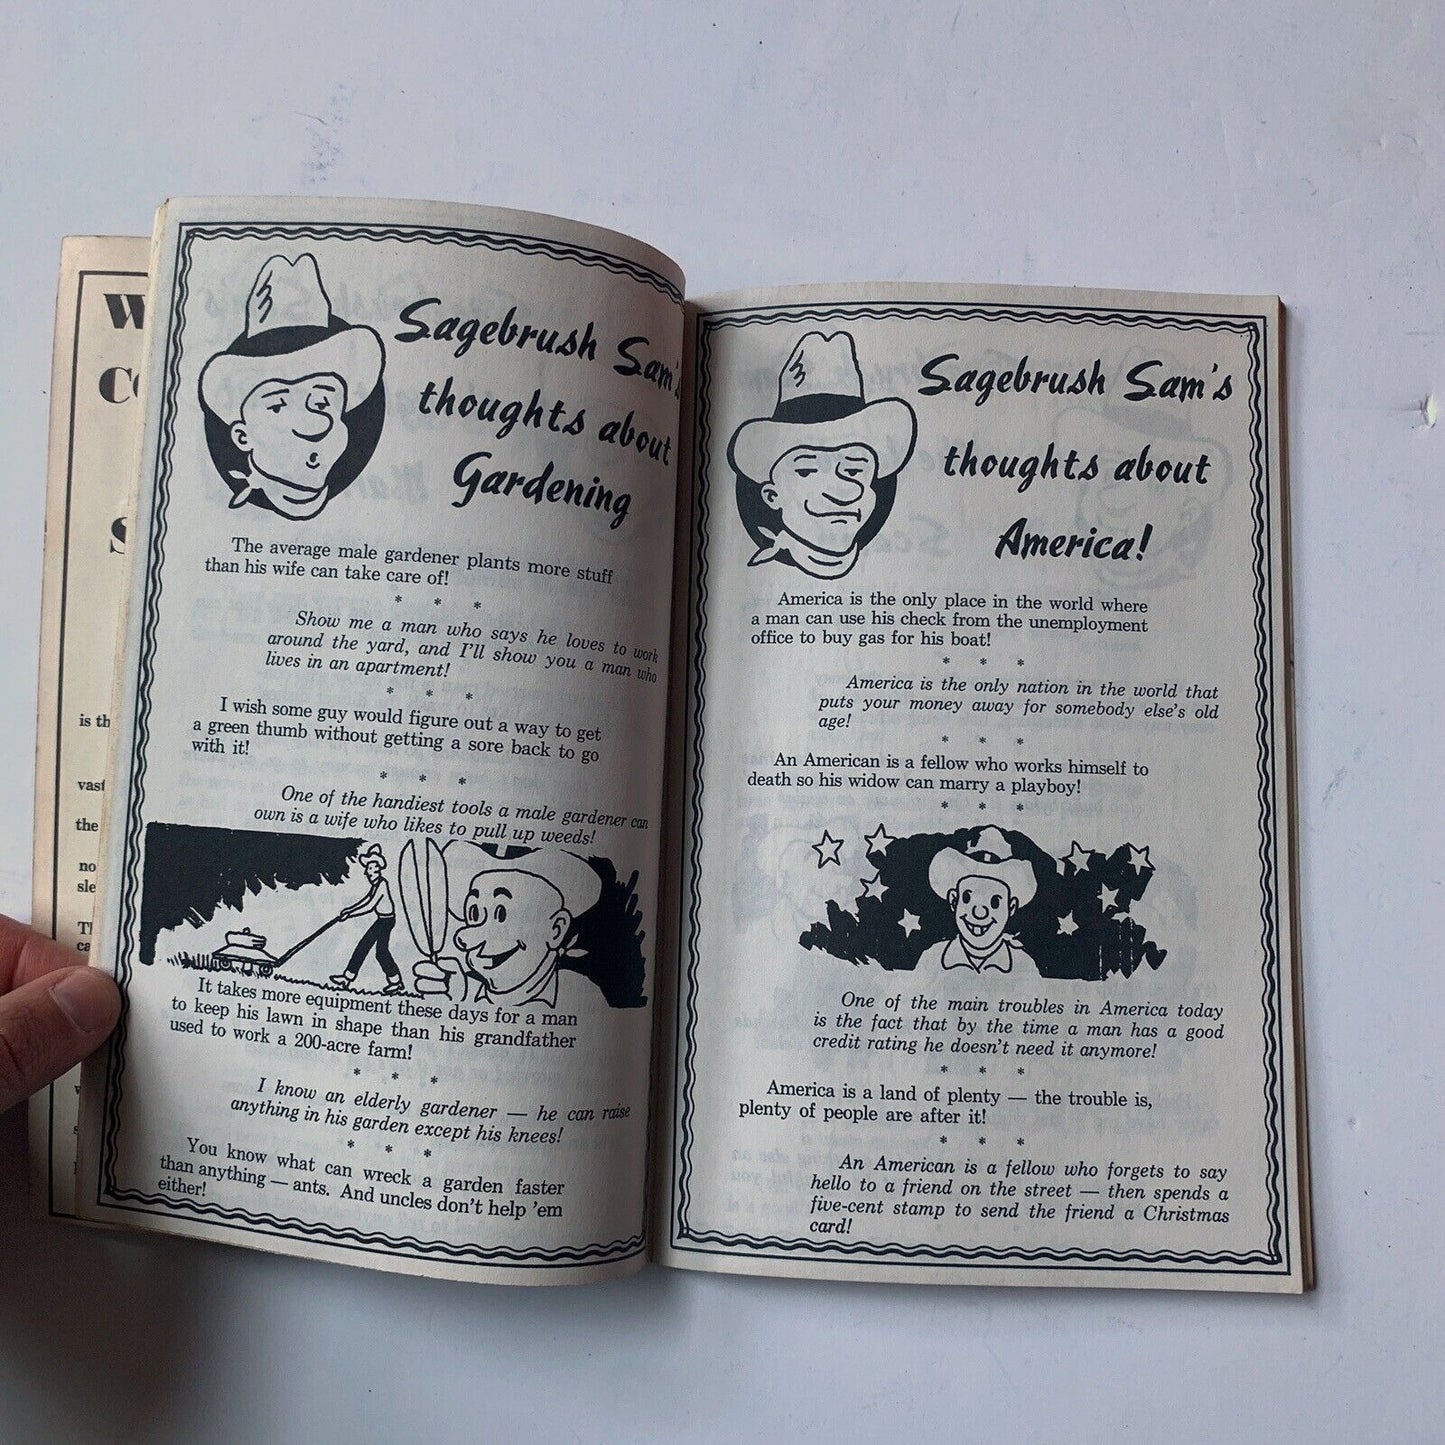 W
is th
vast
the
no
sle
Sagebrush Sam's
thoughts about
Gardening
The average male gardener plants more stuff
than his wife can take care of!
* * *
Show me a man who says he loves to work
around the yard, and I'll show you a man who
lives in an apartment!
* * *
I wish some guy would figure out a way to get
a green thumb without getting a sore back to go
with it!
* * *
One of the handiest tools a male gardener can
own is a wife who likes to pull up weeds!
It takes more equipment these days for a man
to keep his lawn in shape than his grandfather
used to work a 200-acre farm!
* * *
I know an elderly gardener — he can raise
anything in his garden except his knees!
* * *
You know what can wreck a garden faster
than anything — ants. And uncles don't help 'em
either!
Sagebrush Sam's
thoughts about
America!
America is the only place in the world where
a man can use his check from the unemployment
office to buy gas for his boat!
* * *
America is the only nation in the world that
puts your money away for somebody else's old
age!
* * *
An American is a fellow who works himself to
death so his widow can marry a playboy!
* * *
One of the main troubles in America today
is the fact that by the time a man has a good
credit rating he doesn't need it anymore!
* * *
America is a land of plenty — the trouble is,
plenty of people are after it!
* * *
An American is a fellow who forgets to say
hello to a friend on the street — then spends a
five-cent stamp to send the friend a Christmas
card!